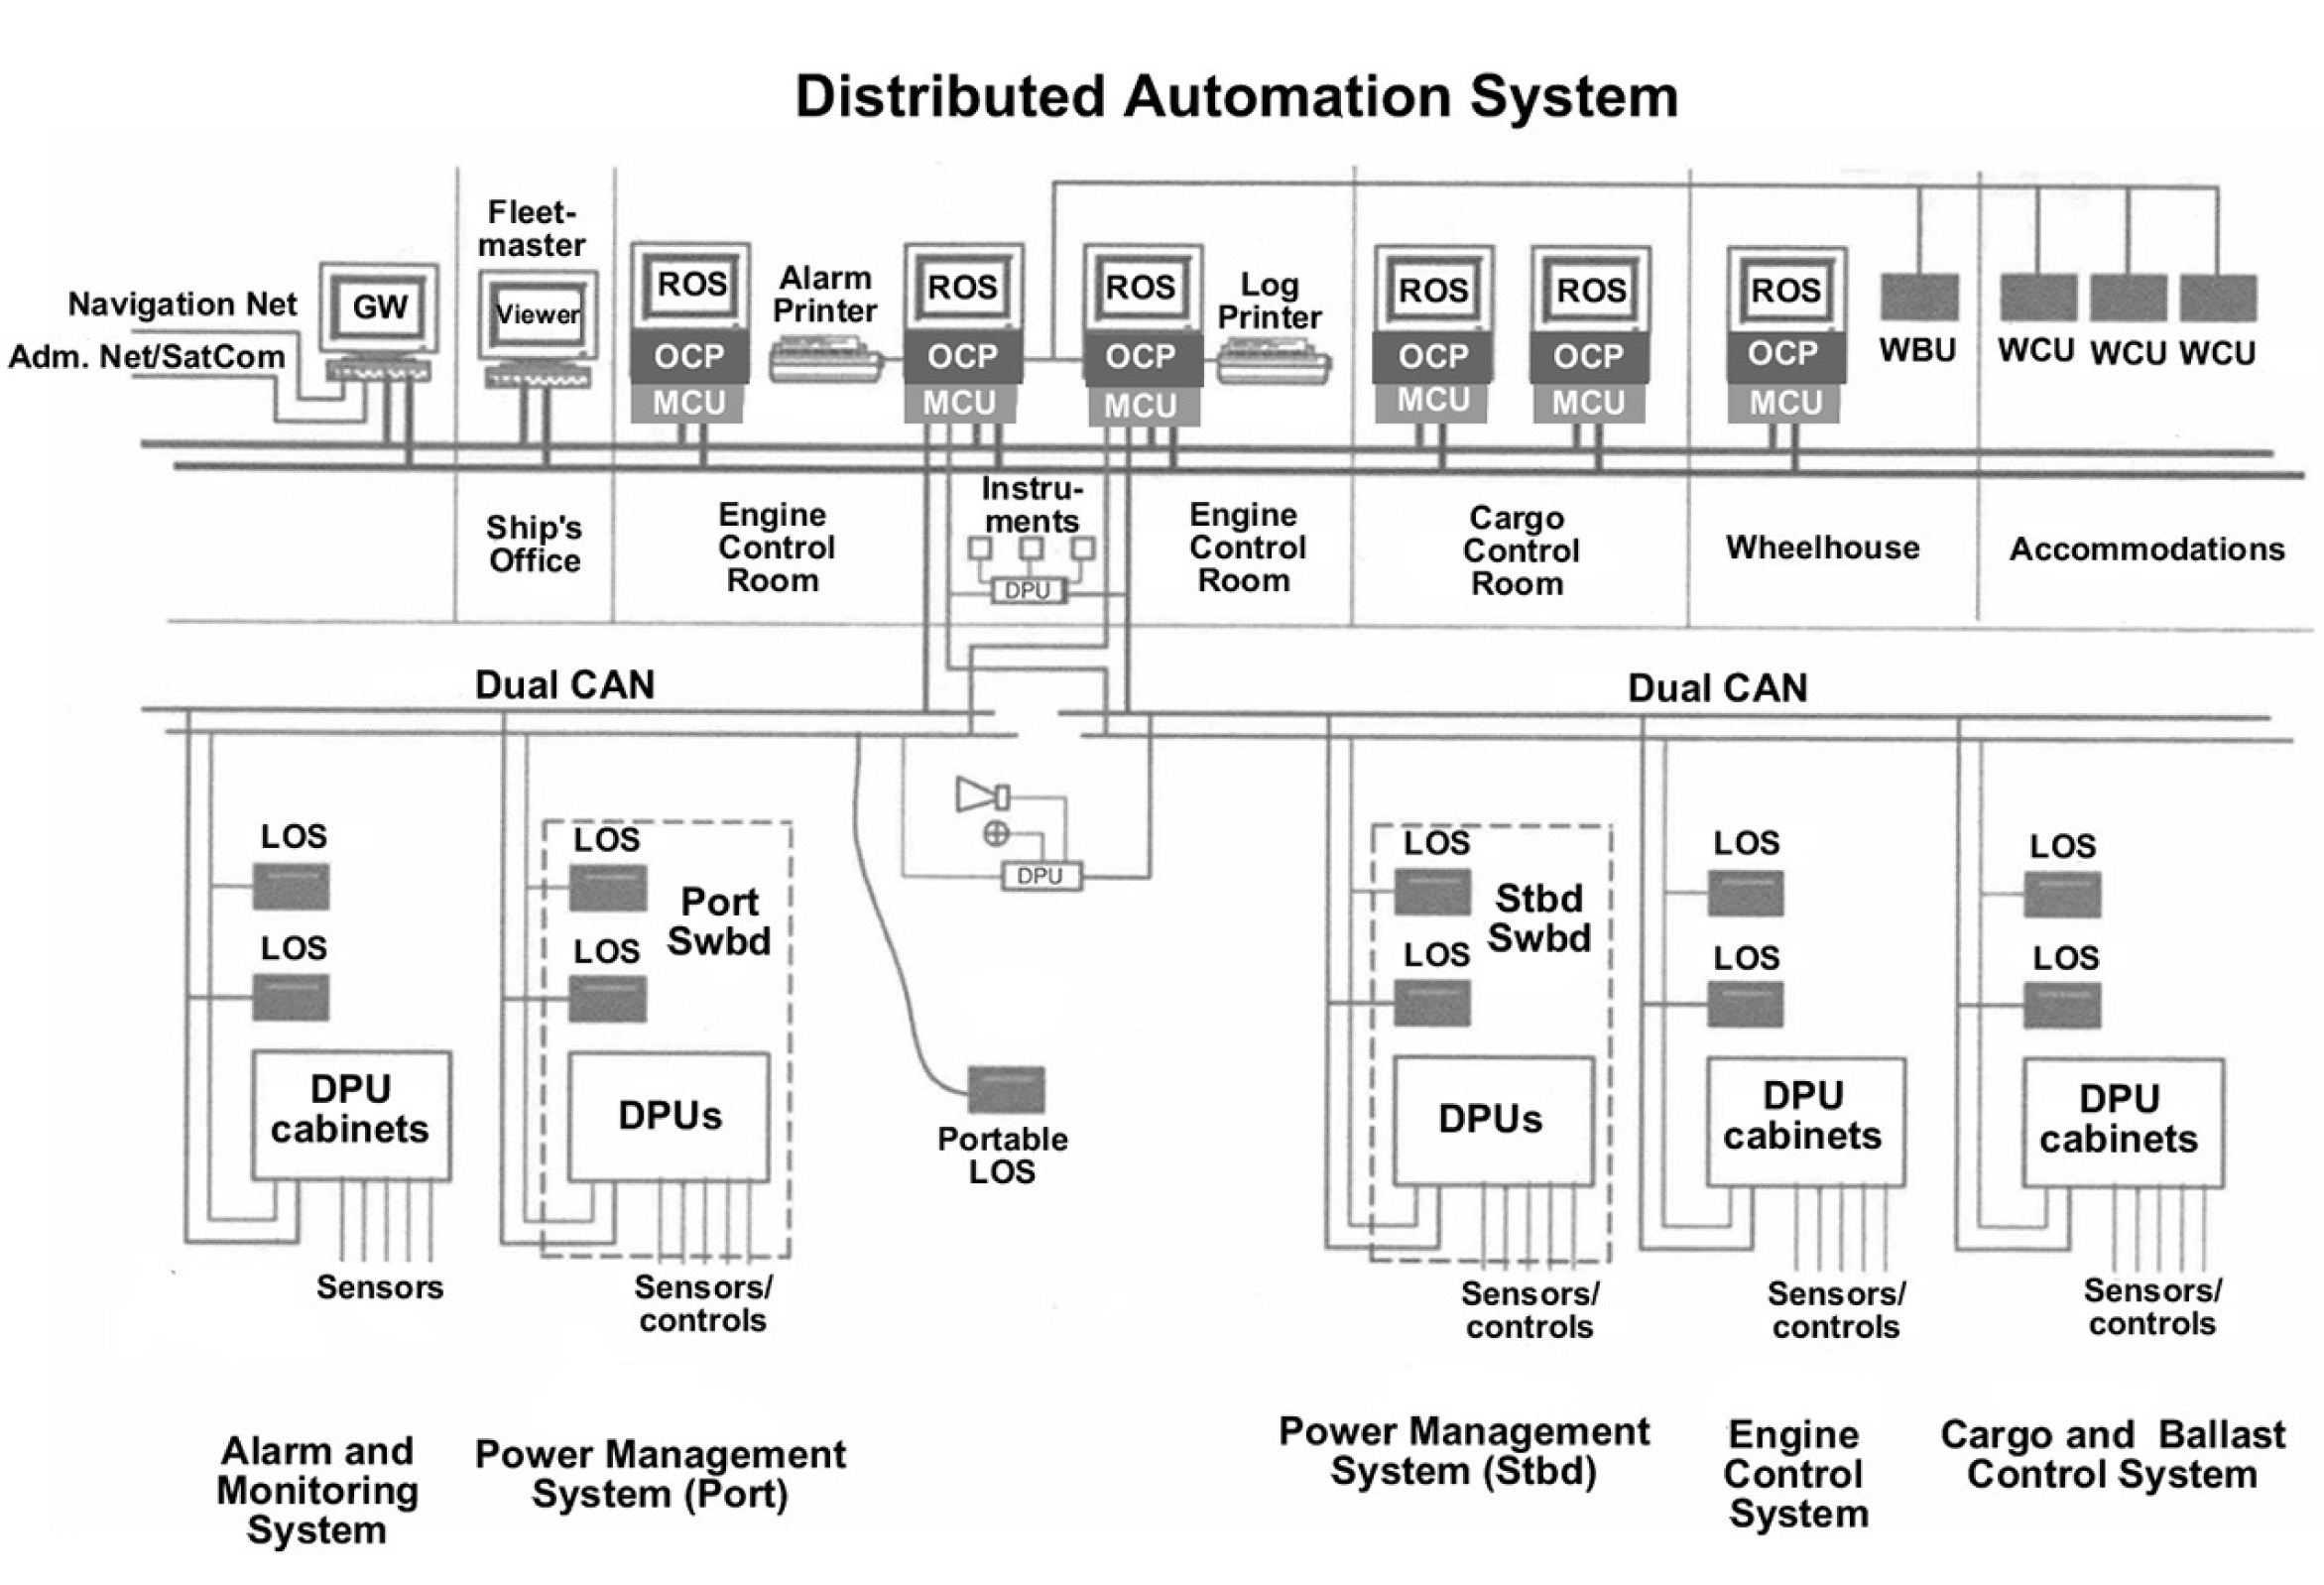 Distributed Automation System
Navigation Net
Adm. Net/SatCom
GW
Fleet-
master
Viewer
ROS
OCP
MCU
Alarm
Printer
ROS
OCP
MCU
ROS
OCP
MCU
Log
Printer
ROS
OCP
MCU
ROS
OCP
MCU
ROS
OCP
MCU
WBU
WCU
WCU
WCU
Ship's
Office
Engine
Control
Room
Instru-
ments
DPU
Engine
Control
Room
Cargo
Control
Room
Wheelhouse
Accommodations
Dual CAN
Dual CAN
LOS
LOS
DPU
cabinets
Sensors
LOS
LOS
Port
Swbd
DPUs
Sensors/
controls
DPU
Portable
LOS
LOS
LOS
Stbd
Swbd
DPUs
Sensors/
controls
LOS
LOS
DPU
cabinets
Sensors/
controls
LOS
LOS
DPU
cabinets
Sensors/
controls
Alarm and
Monitoring
System
Power Management
System (Port)
Power Management
System (Stbd)
Engine
Control
System
Cargo and Ballast
Control System